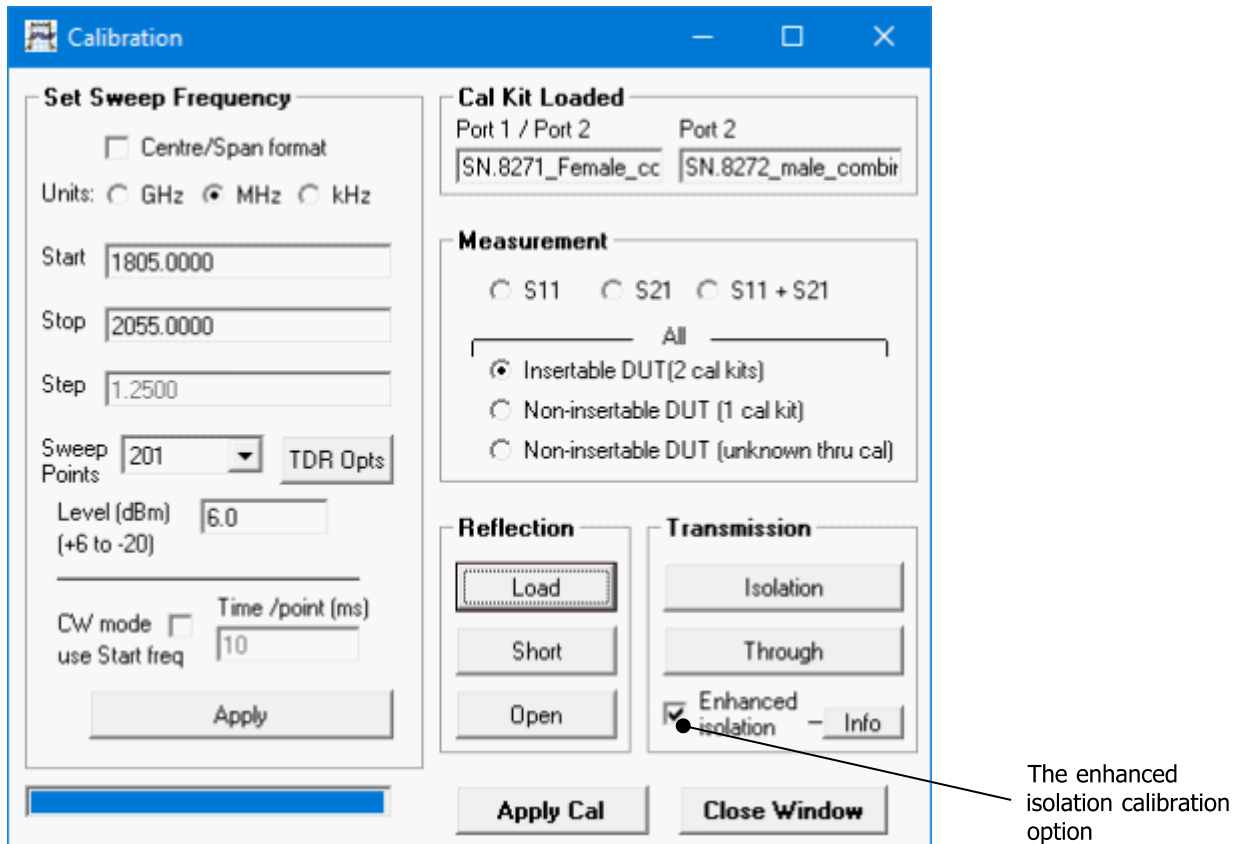 Calibration
Set Sweep Frequency
Centre/Span format
Units: GHz MHz kHz
Start 1805.0000
Stop 2055.0000
Step 1.2500
Sweep Points 201 TDR Opts
Level (dBm) 6.0
(+6 to -20)
CW mode Time /point (ms)
use Start freq 10
Apply
Cal Kit Loaded
Port 1 / Port 2 Port 2
SN.8271_Female_cc SN.8272_male_combir
Measurement
S11 S21 S11 + S21
All
Insertable DUT(2 cal kits)
Non-insertable DUT (1 cal kit)
Non-insertable DUT (unknown thru cal)
Reflection
Load
Short
Open
Transmission
Isolation
Through
Enhanced
isolation – Info
Apply Cal Close Window
The enhanced
isolation calibration
option